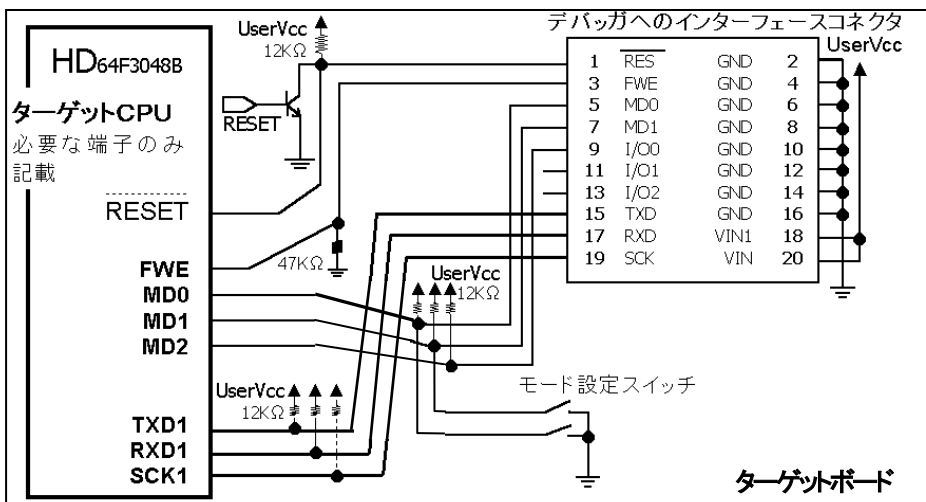 デバッガへのインターフェースコネクタ
UserVcc
12KΩ
UserVcc
HD64F3048B
ターゲットCPU
必要な端子のみ
記載
RESET
1 RES GND 2
3 FWE GND 4
5 MD0 GND 6
7 MD1 GND 8
9 I/O0 GND 10
11 I/O1 GND 12
13 I/O2 GND 14
15 TXD GND 16
17 RXD VIN1 18
19 SCK VIN 20
RESET
47KΩ
FWE
MD0
MD1
MD2
UserVcc
12KΩ
モード設定スイッチ
UserVcc
12KΩ
TXD1
RXD1
SCK1
ターゲットボード